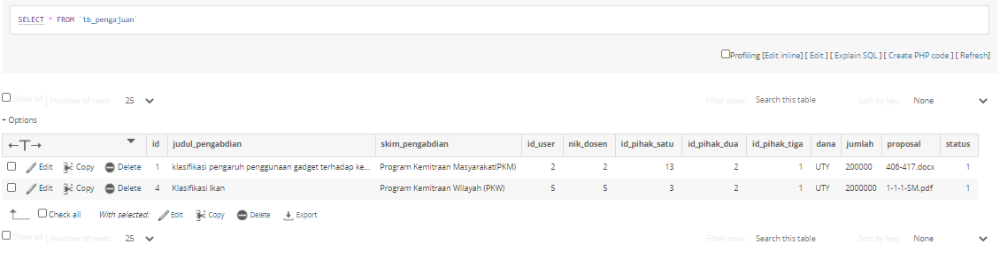 SELECT * FROM `tb_pengajuan`
Profiling [Edit inline] [ Edit ] [ Explain SQL ] [ Create PHP code ] [ Refresh]
Show all | Number of rows: 25 Filter rows: Search this table Sort by key: None
+ Options
←T→ id judul_pengabdian skim_pengabdian id_user nik_dosen id_pihak_satu id_pihak_dua id_pihak_tiga dana jumlah proposal status
Edit Copy Delete 1 klasifikasi pengaruh penggunaan gadget terhadap ke... Program Kemitraan Masyarakat(PKM) 2 2 13 2 1 UTY 200000 406-417.docx 1
Edit Copy Delete 4 Klasifikasi Ikan Program Kemitraan Wilayah (PKW) 5 5 3 2 1 UTY 2000000 1-1-1-SM.pdf 1
Check all With selected: Edit Copy Delete Export
Show all | Number of rows: 25 Filter rows: Search this table Sort by key: None